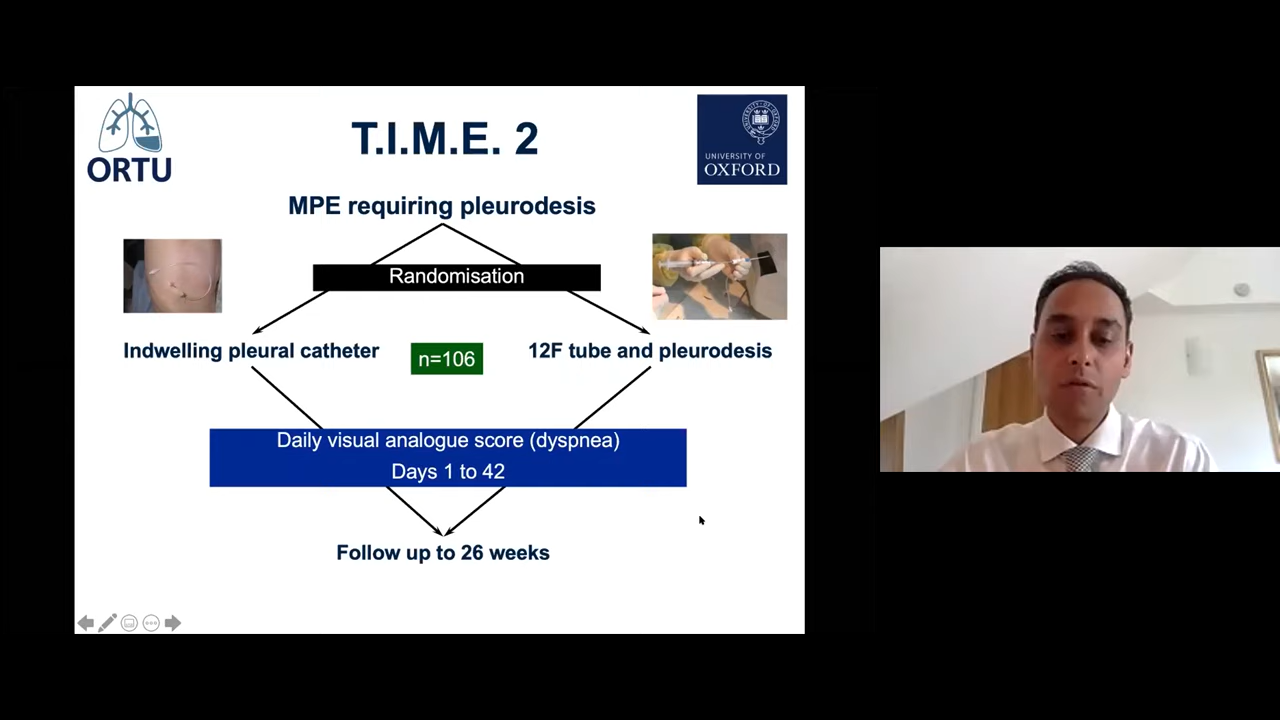 ORTU
T.I.M.E. 2
UNIVERSITY OF
OXFORD
MPE requiring pleurodesis
Randomisation
Indwelling pleural catheter
n=106
12F tube and pleurodesis
Daily visual analogue score (dyspnea)
Days 1 to 42
Follow up to 26 weeks